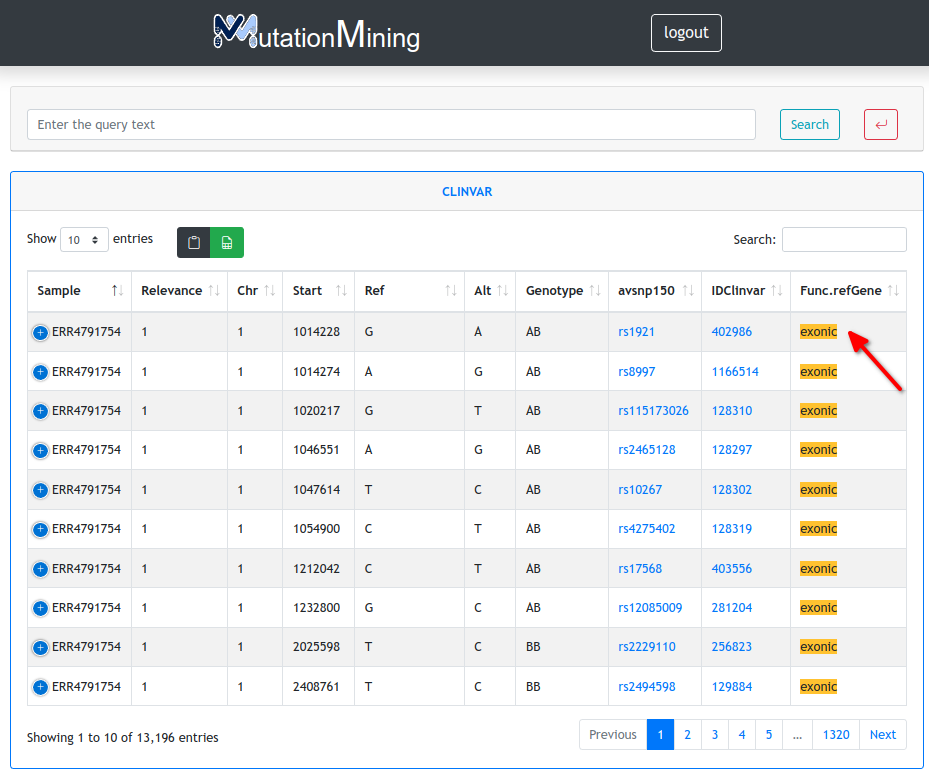 MutationMining
logout
Enter the query text
Search
CLINVAR
Show 10 entries
Search:
Sample Relevance Chr Start Ref Alt Genotype avsnp150 IDClinvar Func.refGene
ERR4791754 1 1 1014228 G A AB rs1921 402986 exonic
ERR4791754 1 1 1014274 A G AB rs8997 1166514 exonic
ERR4791754 1 1 1020217 G T AB rs115173026 128310 exonic
ERR4791754 1 1 1046551 A G AB rs2465128 128297 exonic
ERR4791754 1 1 1047614 T C AB rs10267 128302 exonic
ERR4791754 1 1 1054900 C T AB rs4275402 128319 exonic
ERR4791754 1 1 1212042 C T AB rs17568 403556 exonic
ERR4791754 1 1 1232800 G C AB rs12085009 281204 exonic
ERR4791754 1 1 2025598 T C BB rs2229110 256823 exonic
ERR4791754 1 1 2408761 T C BB rs2494598 129884 exonic
Showing 1 to 10 of 13,196 entries
Previous 1 2 3 4 5 ... 1320 Next